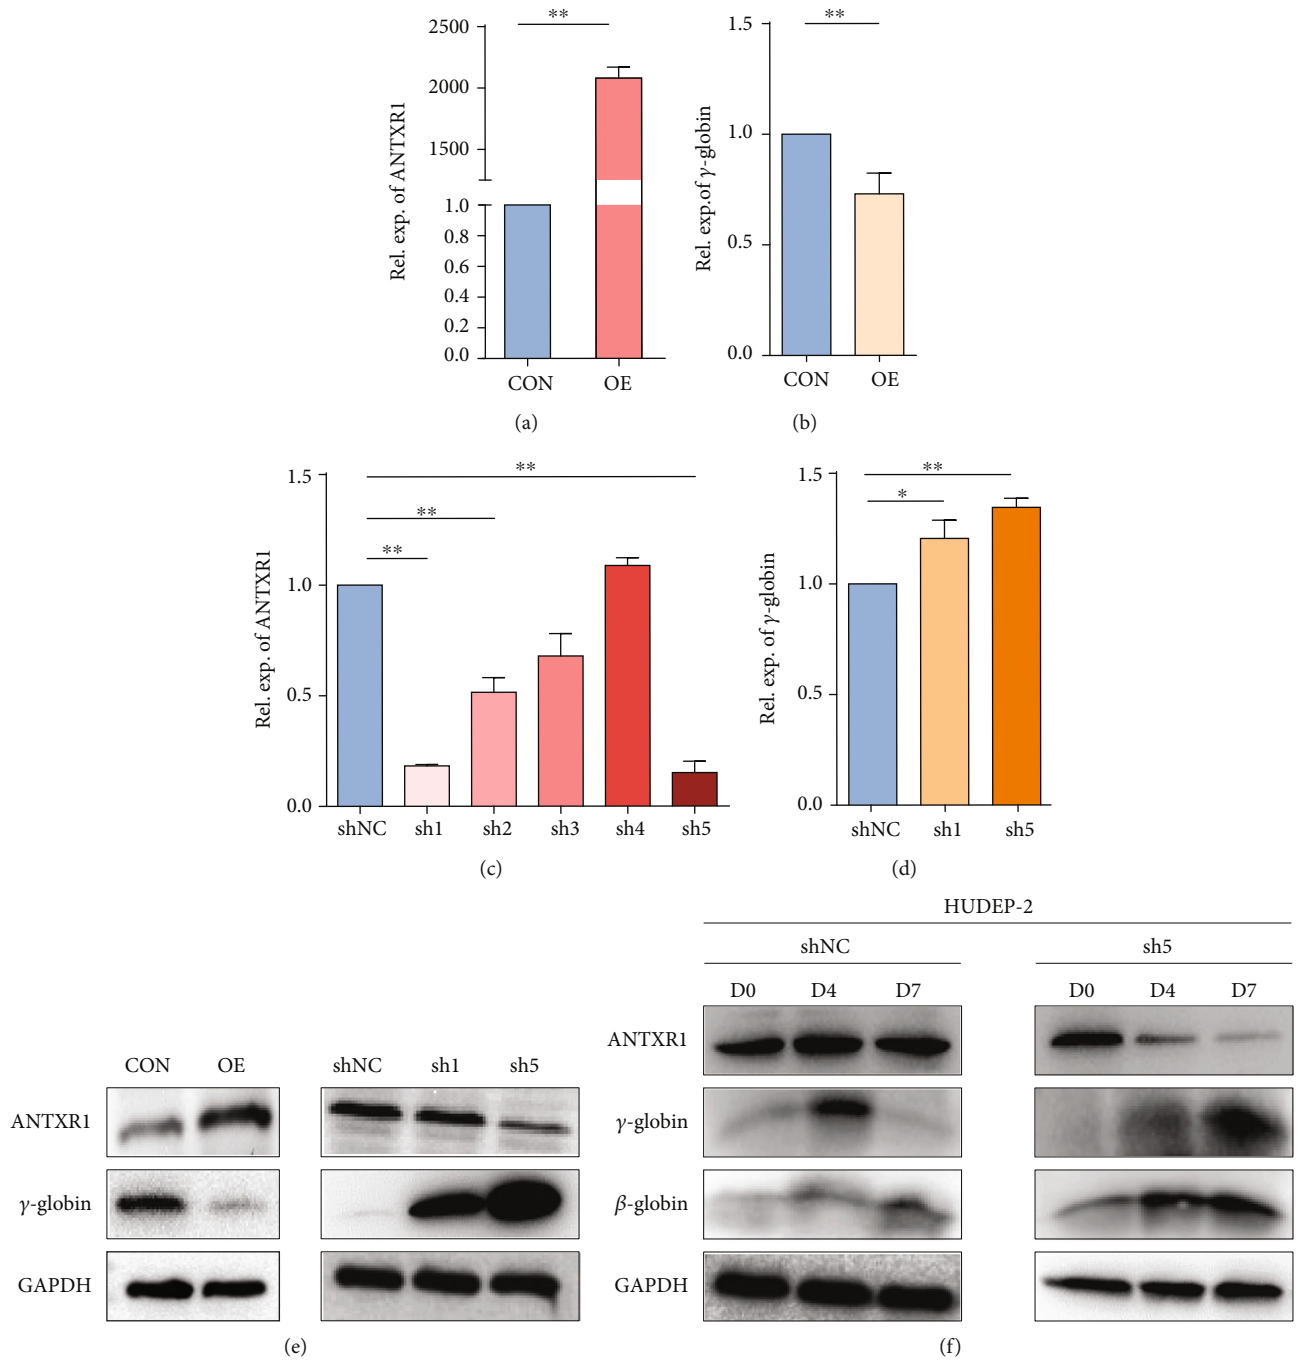 **
2500
2000
1500
1.0
0.8
0.6
0.4
0.2
0.0
Rel. exp. of ANTXR1
CON OE
(a)
**
1.5
1.0
0.5
0.0
Rel. exp.of γ-globin
CON OE
(b)
**
**
**
1.5
1.0
0.5
0.0
Rel. exp. of ANTXR1
shNC sh1 sh2 sh3 sh4 sh5
(c)
**
*
1.5
1.0
0.5
0.0
Rel. exp. of γ-globin
shNC sh1 sh5
(d)
CON OE shNC sh1 sh5
ANTXR1
γ-globin
GAPDH
(e)
HUDEP-2
shNC sh5
D0 D4 D7 D0 D4 D7
ANTXR1
γ-globin
β-globin
GAPDH
(f)